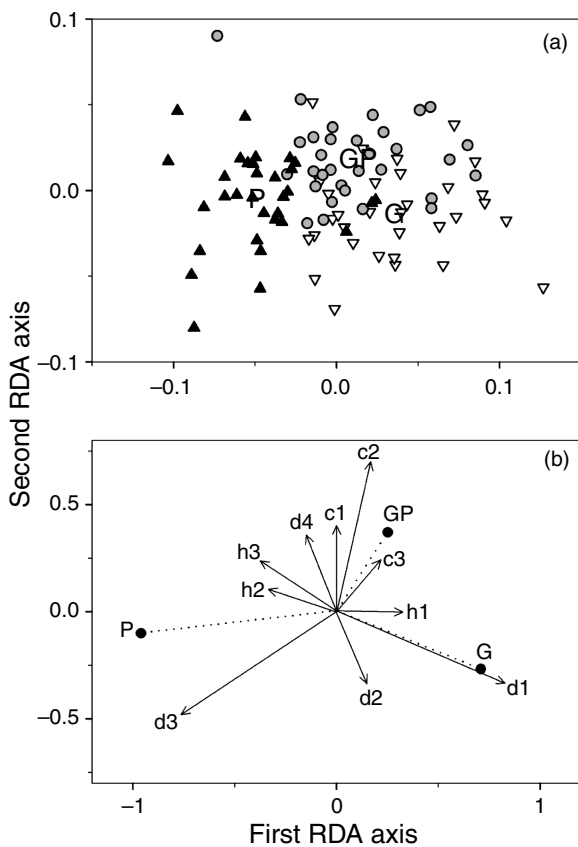 0.1
(a)
GP
0.0
P
G
−0.1
−0.1
0.0
0.1
Second RDA axis
(b)
c2
0.5
GP
d4
c1
h3
c3
h2
0.0
h1
P
G
d1
d2
−0.5
d3
−1
0
1
First RDA axis